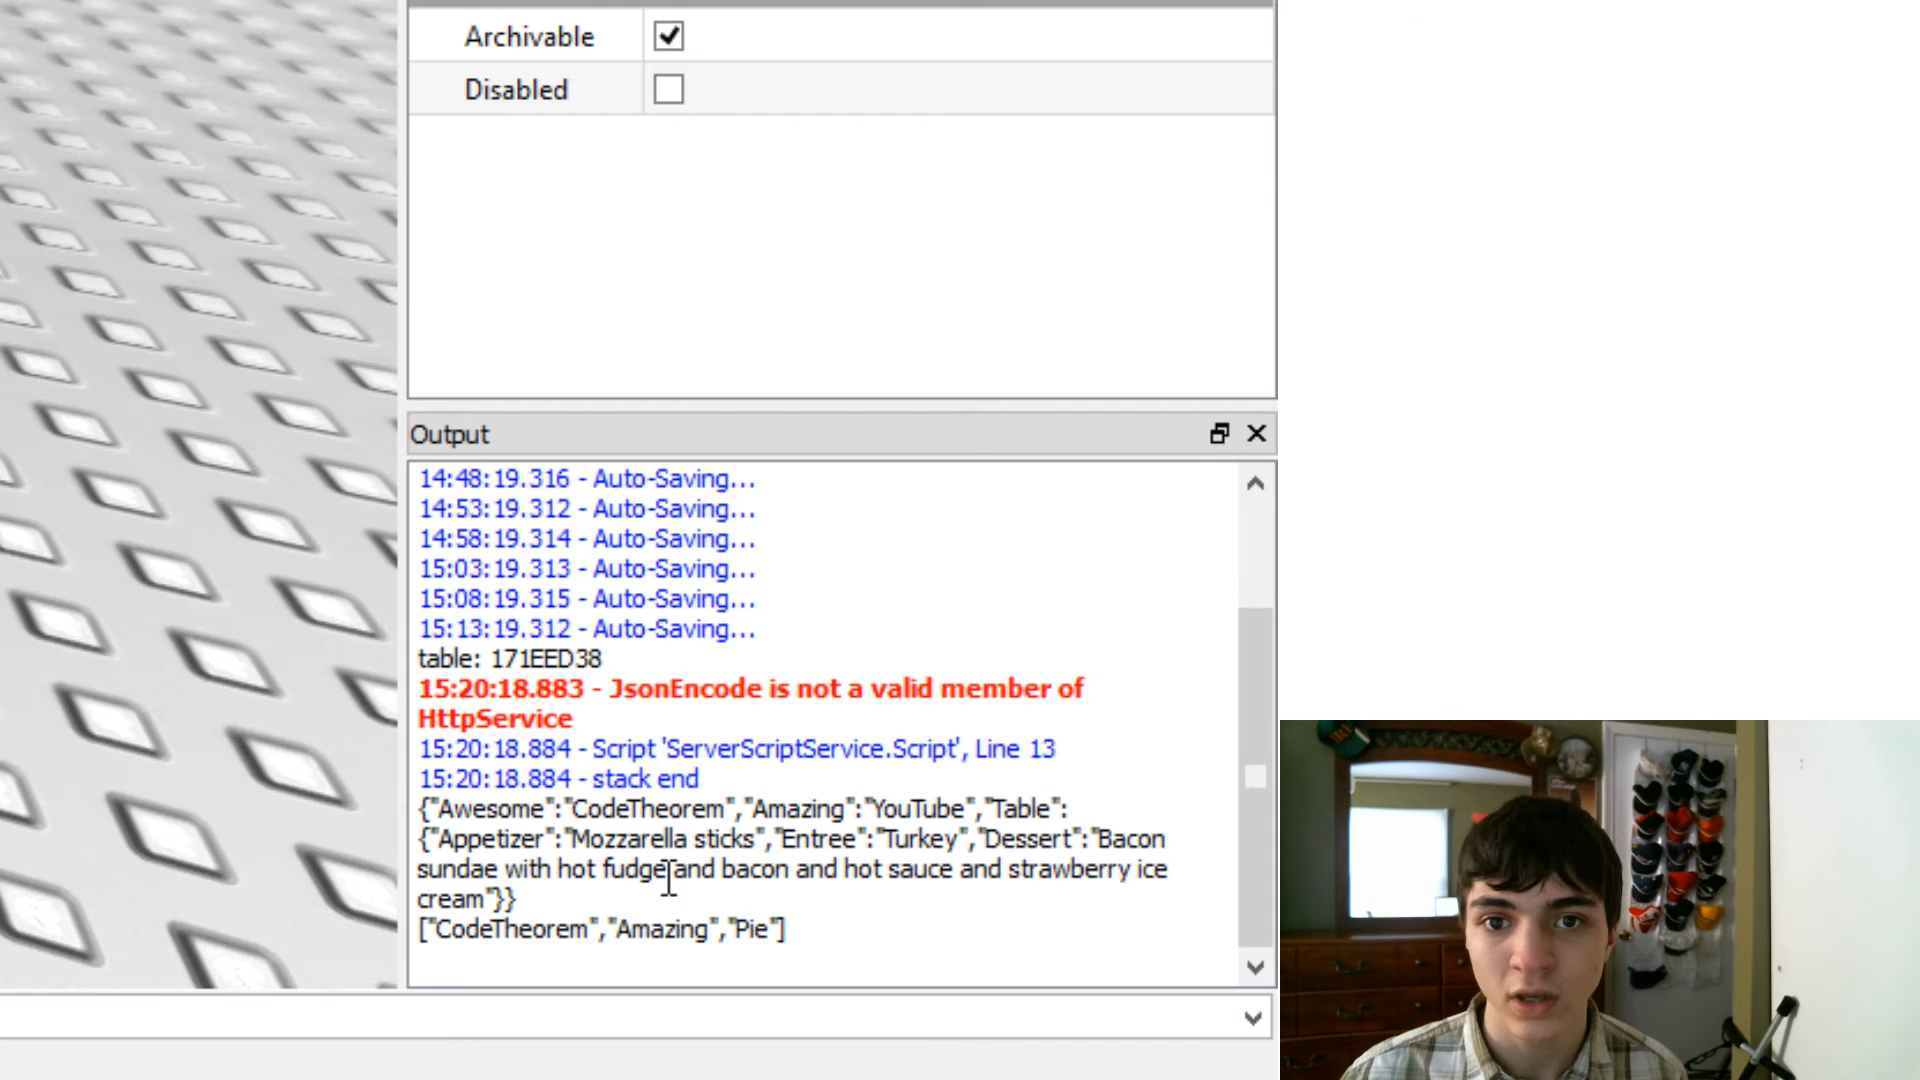 Archivable
Disabled
Output
14:48:19.316 - Auto-Saving...
14:53:19.312 - Auto-Saving...
14:58:19.314 - Auto-Saving...
15:03:19.313 - Auto-Saving...
15:08:19.315 - Auto-Saving...
15:13:19.312 - Auto-Saving...
table: 171EED38
15:20:18.883 - JsonEncode is not a valid member of
HttpService
15:20:18.884 - Script 'ServerScriptService.Script', Line 13
15:20:18.884 - stack end
{"Awesome":"CodeTheorem","Amazing":"YouTube","Table":
{"Appetizer":"Mozzarella sticks","Entree":"Turkey","Dessert":"Bacon
sundae with hot fudge and bacon and hot sauce and strawberry ice
cream"}}
["CodeTheorem","Amazing","Pie"]